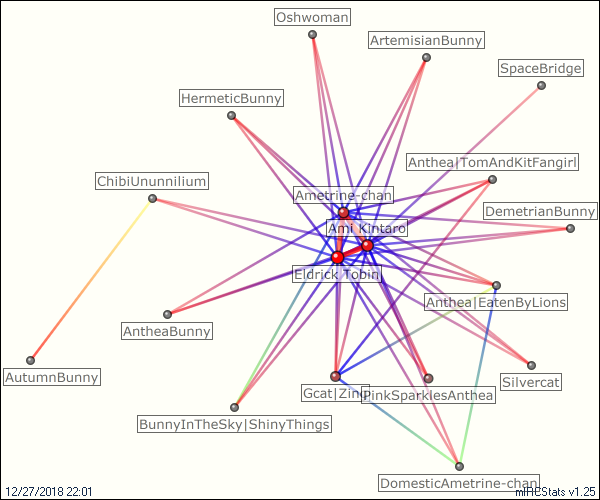 Oshwoman
ArtemisianBunny
SpaceBridge
HermeticBunny
Anthea|TomAndKitFangirl
ChibiUnunnilium
Ametrine-chan
DemetrianBunny
|Ami_Kintaro
Eldrick_Tobin
Anthea|EatenByLions
AntheaBunny
AutumnBunny
Silvercat
Gcat|Zinc
PinkSparklesAnthea
BunnyInTheSky|ShinyThings
DomesticAmetrine-chan
12/27/2018 22:01
mIRCStats v1.25